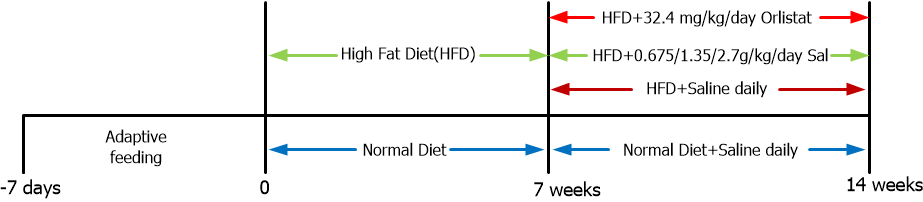 HFD+32.4 mg/kg/day Orlistat
High Fat Diet(HFD)
HFD+0.675/1.35/2.7g/kg/day Sal
HFD+Saline daily
Adaptive
feeding
Normal Diet
Normal Diet+Saline daily
-7 days
0
7 weeks
14 weeks